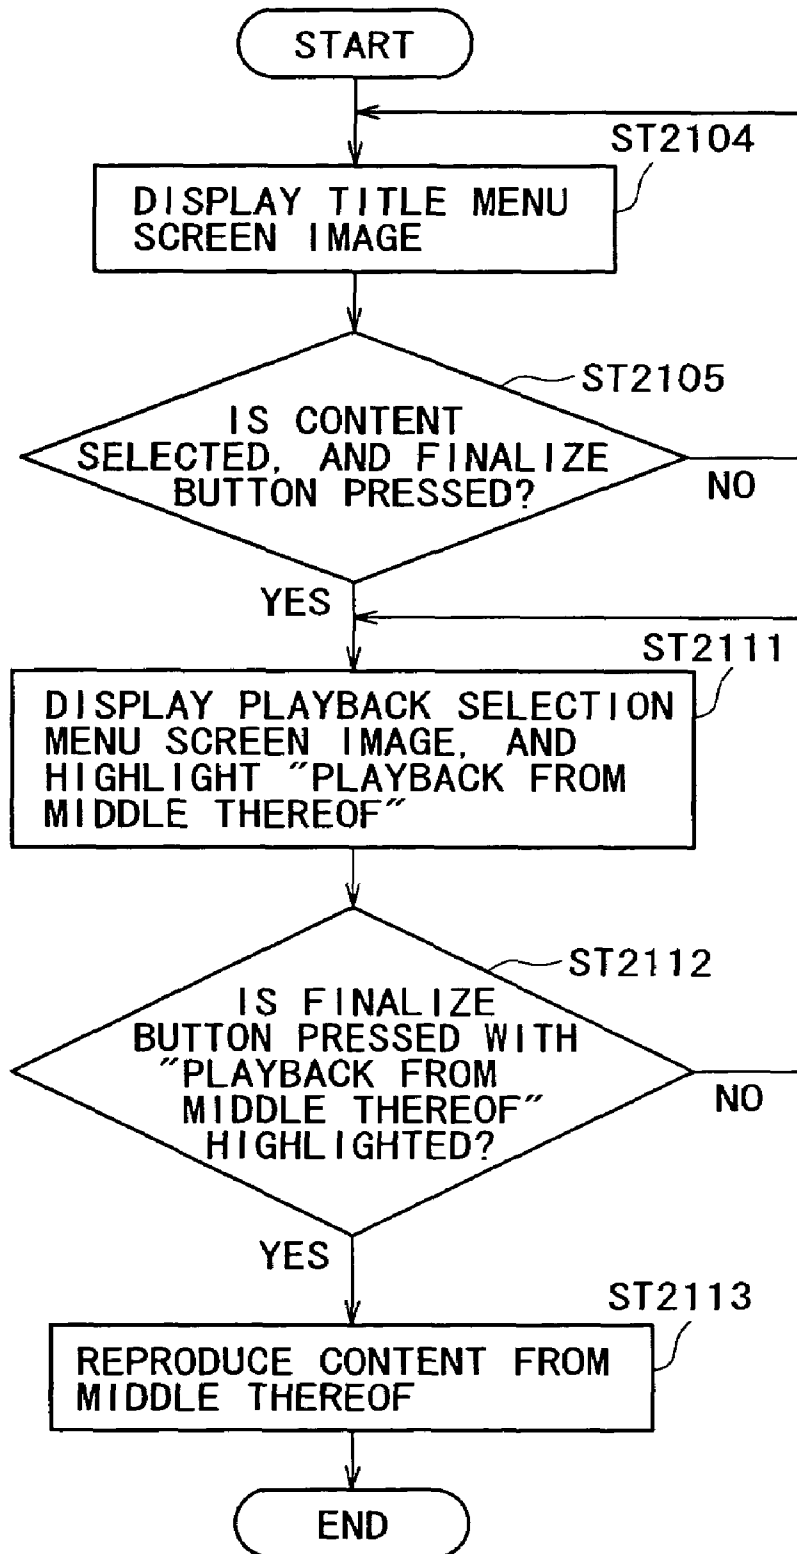 START
ST2104
DISPLAY TITLE MENU
SCREEN IMAGE
ST2105
IS CONTENT
SELECTED, AND FINALIZE
BUTTON PRESSED?
NO
YES
ST2111
DISPLAY PLAYBACK SELECTION
MENU SCREEN IMAGE, AND
HIGHLIGHT "PLAYBACK FROM
MIDDLE THEREOF"
ST2112
IS FINALIZE
BUTTON PRESSED WITH
"PLAYBACK FROM
MIDDLE THEREOF"
HIGHLIGHTED?
NO
YES
ST2113
REPRODUCE CONTENT FROM
MIDDLE THEREOF
END